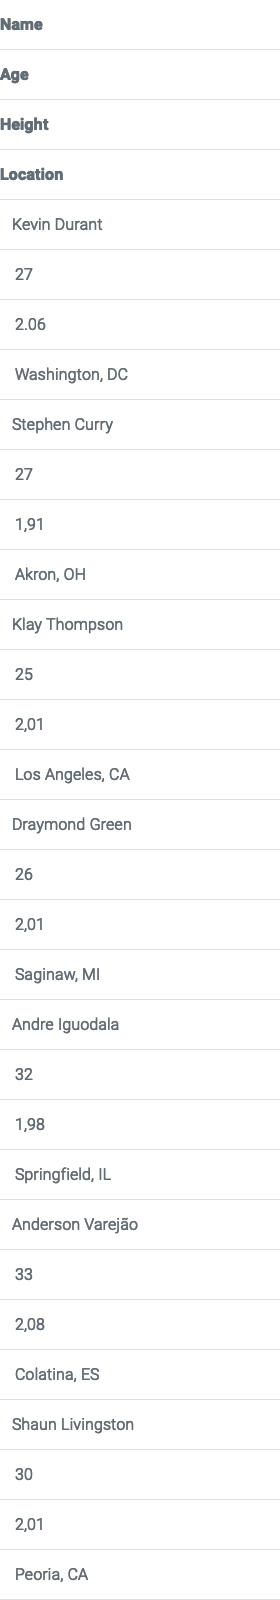 Name
Age
Height
Location
Kevin Durant
27
2.06
Washington, DC
Stephen Curry
27
1,91
Akron, OH
Klay Thompson
25
2,01
Los Angeles, CA
Draymond Green
26
2,01
Saginaw, MI
Andre Iguodala
32
1,98
Springfield, IL
Anderson Varejão
33
2,08
Colatina, ES
Shaun Livingston
30
2,01
Peoria, CA